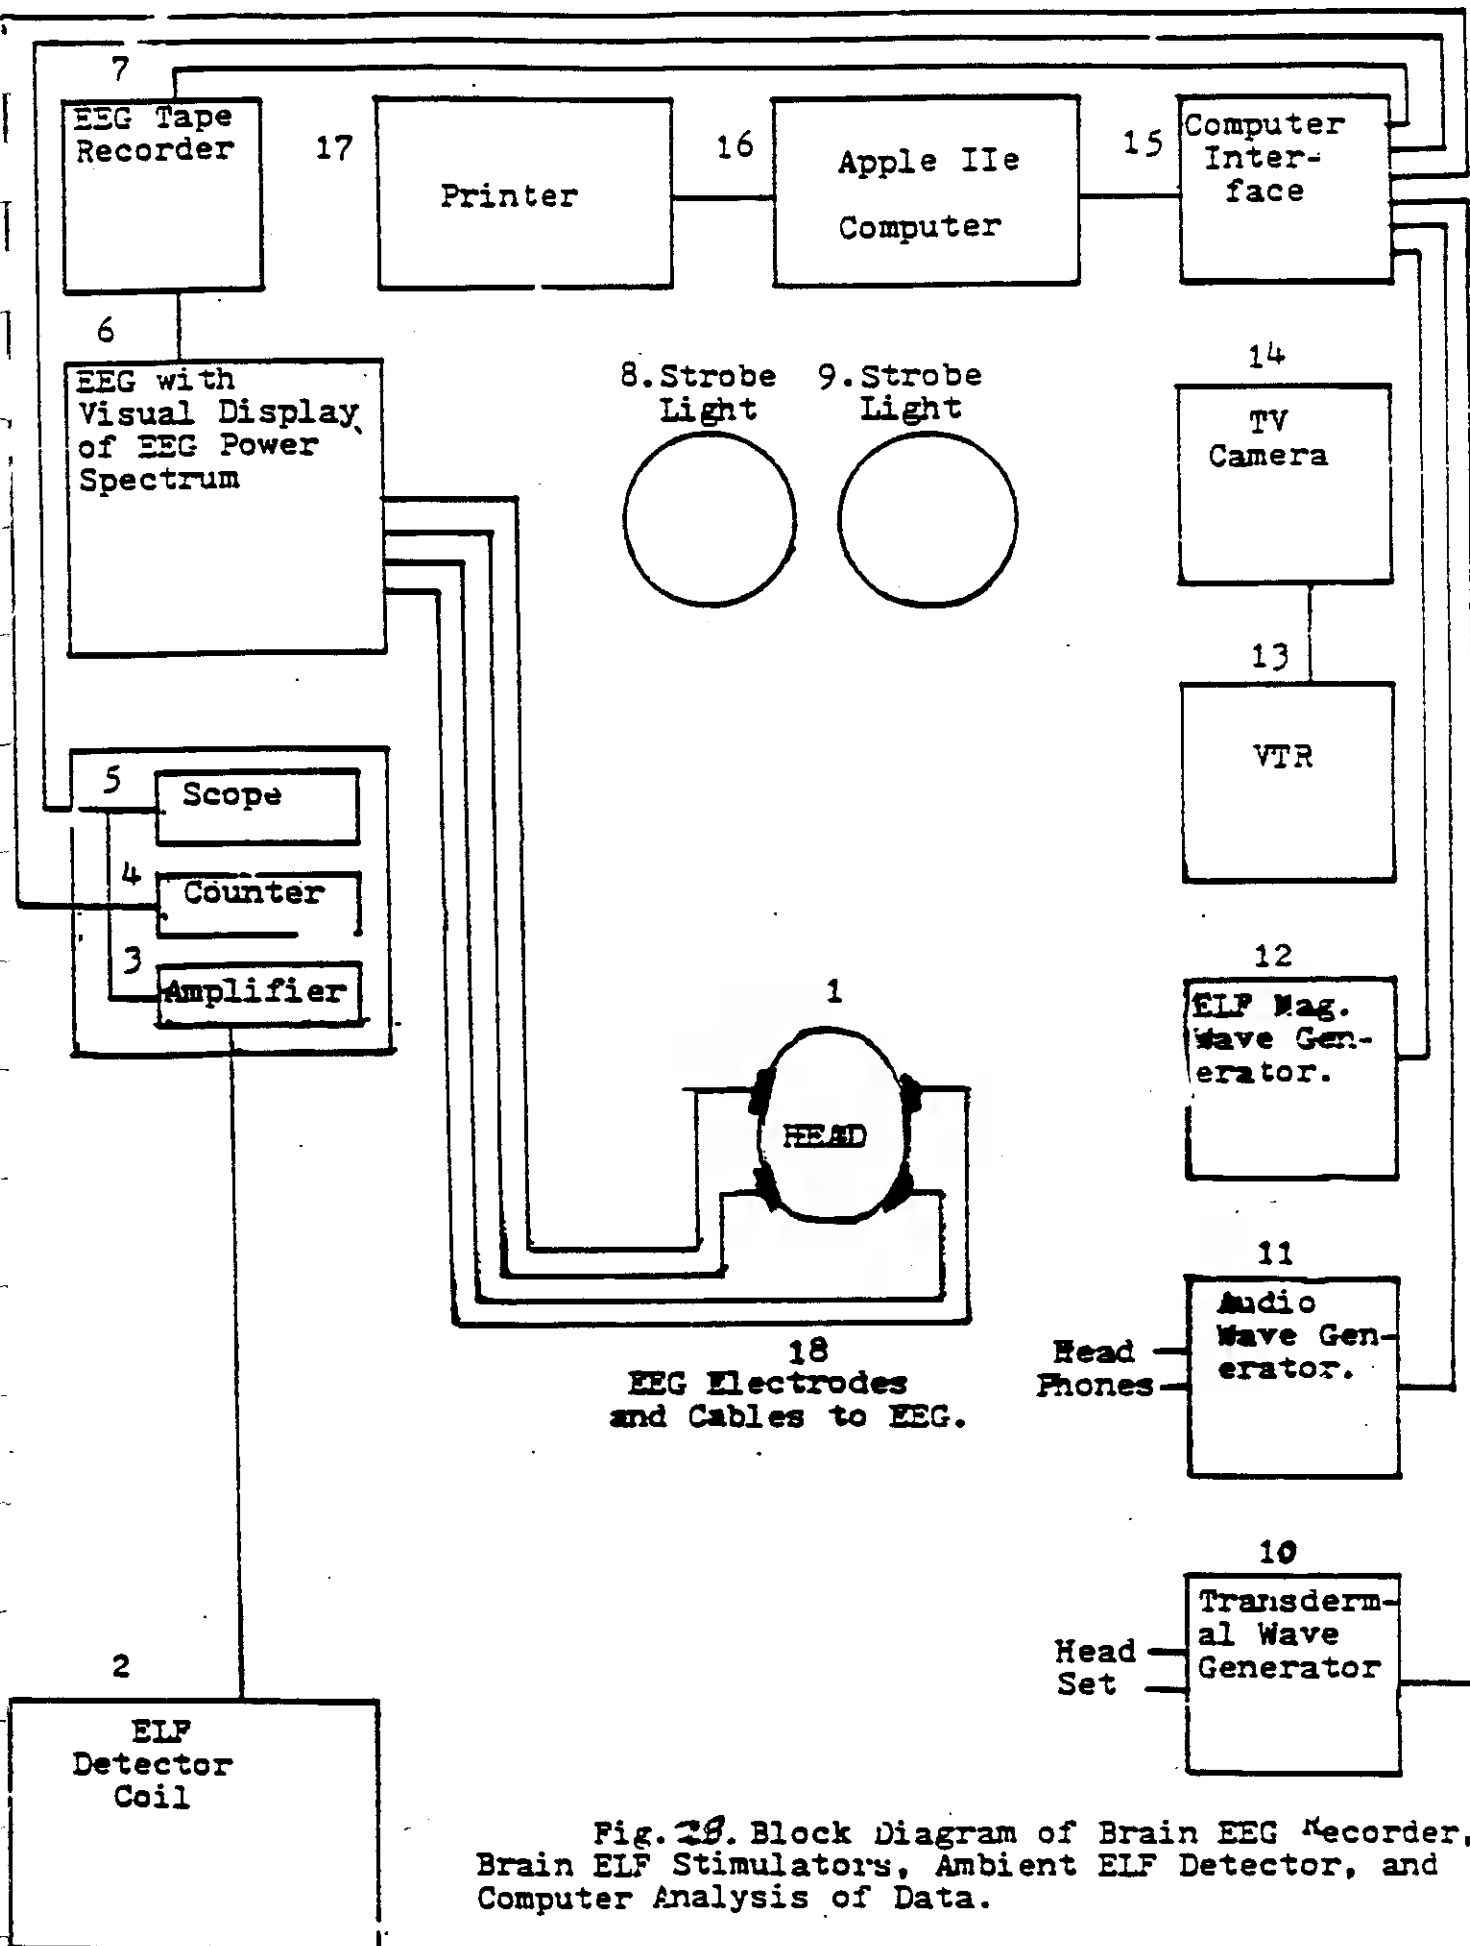 7
EEG Tape
Recorder
17
Printer
16
Apple IIe
Computer
15
Computer
Inter-
face
6
EEG with
Visual Display
of EEG Power
Spectrum
8.Strobe
Light
9.Strobe
Light
14
TV
Camera
13
VTR
5
Scope
4
Counter
3
Amplifier
1
HEAD
12
ELF Mag.
Wave Gen-
erator.
11
Audio
Wave Gen-
erator.
Head
Phones
18
EEG Electrodes
and Cables to EEG.
10
Transderm-
al Wave
Generator
Head
Set
2
ELF
Detector
Coil
Fig. 28. Block Diagram of Brain EEG Recorder,
Brain ELF Stimulators, Ambient ELF Detector, and
Computer Analysis of Data.